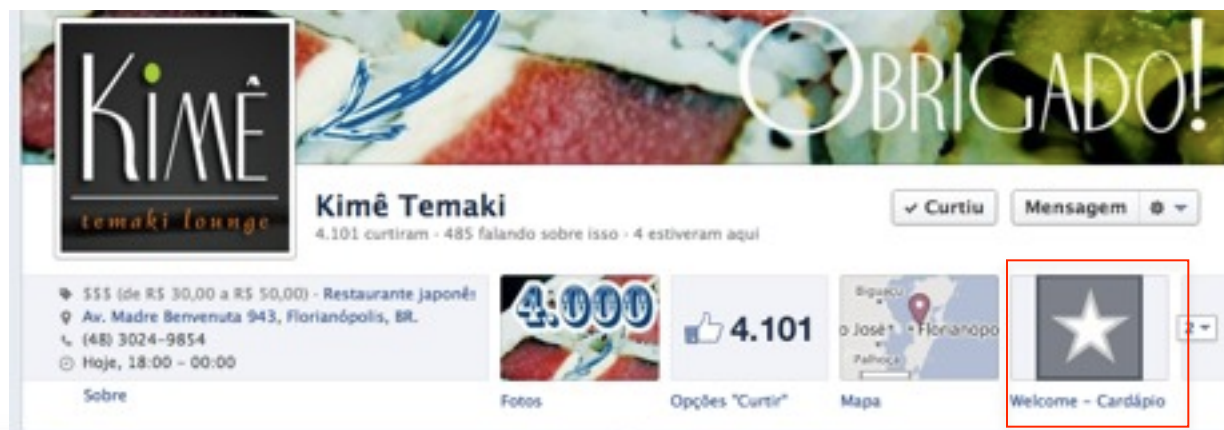 OBRIGADO!
KIMÊ
temaki lounge
Kimê Temaki
4.101 curtiram · 485 falando sobre isso · 4 estiveram aqui
✓ Curtiu
Mensagem
$$$ (de R$ 30,00 a R$ 50,00) · Restaurante japonês
Av. Madre Benvenuta 943, Florianópolis, BR.
(48) 3024-9854
Hoje, 18:00 - 00:00
Sobre
4.000
Fotos
4.101
Opções "Curtir"
Biguaçu
o José
Florianópo
Palhoça
Mapa
Welcome - Cardápio
2